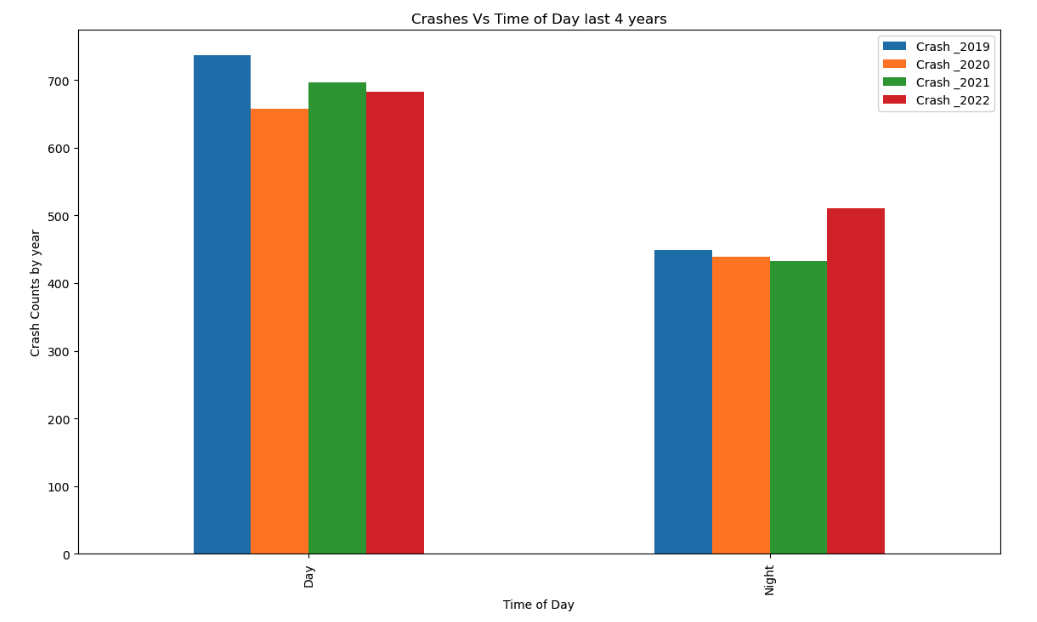 Crashes Vs Time of Day last 4 years
Crash _2019
Crash _2020
Crash _2021
Crash _2022
Crash Counts by year
700
600
500
400
300
200
100
0
Day
Night
Time of Day